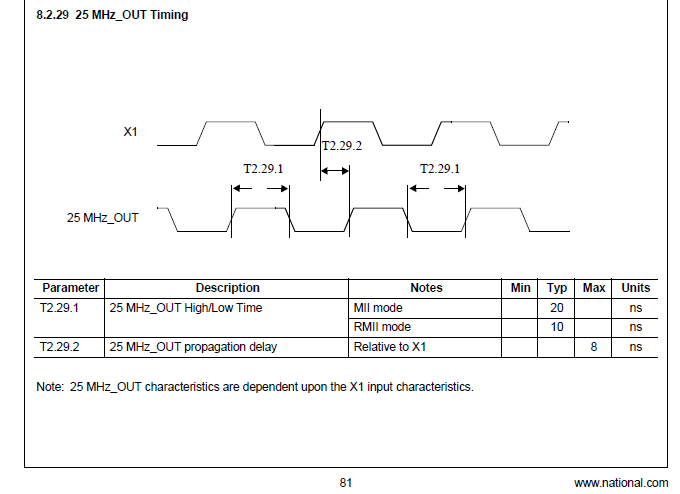 8.2.29 25 MHz_OUT Timing
X1
T2.29.2
T2.29.1 T2.29.1
25 MHz_OUT
Parameter Description Notes Min Typ Max Units
T2.29.1 25 MHz_OUT High/Low Time MII mode 20 ns
RMII mode 10 ns
T2.29.2 25 MHz_OUT propagation delay Relative to X1 8 ns
Note: 25 MHz_OUT characteristics are dependent upon the X1 input characteristics.
81 www.national.com